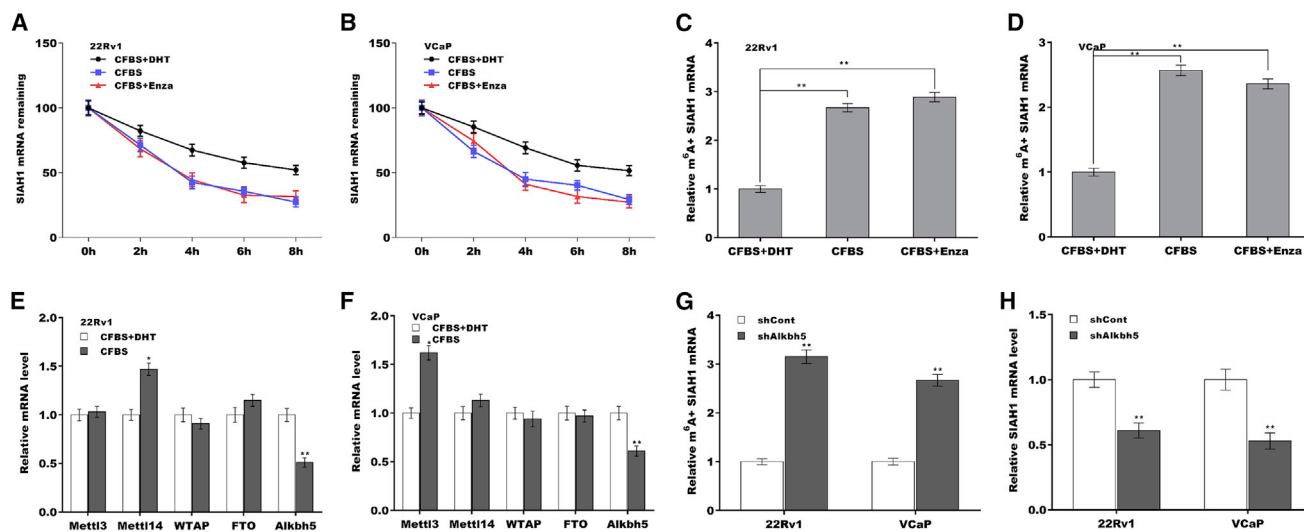 A
22Rv1
CFBS+DHT
CFBS
CFBS+Enza
SIAH1 mRNA remaining
150
100
50
0
0h 2h 4h 6h 8h
B
VCaP
CFBS+DHT
CFBS
CFBS+Enza
SIAH1 mRNA remaining
150
100
50
0
0h 2h 4h 6h 8h
C
22Rv1
Relative m⁶A+ SIAH1 mRNA
4
3
2
1
0
**
**
CFBS+DHT CFBS CFBS+Enza
D
VCaP
Relative m⁶A+ SIAH1 mRNA
3
2
1
0
**
**
CFBS+DHT CFBS CFBS+Enza
E
22Rv1
CFBS+DHT
CFBS
Relative mRNA level
2.0
1.5
1.0
0.5
0.0
*
**
Mettl3 Mettl14 WTAP FTO Alkbh5
F
VCaP
CFBS+DHT
CFBS
Relative mRNA level
2.0
1.5
1.0
0.5
0.0
*
**
Mettl3 Mettl14 WTAP FTO Alkbh5
G
shCont
shAlkbh5
Relative m⁶A+ SIAH1 mRNA
4
3
2
1
0
**
**
22Rv1 VCaP
H
shCont
shAlkbh5
Relative SIAH1 mRNA level
1.5
1.0
0.5
0.0
**
**
22Rv1 VCaP